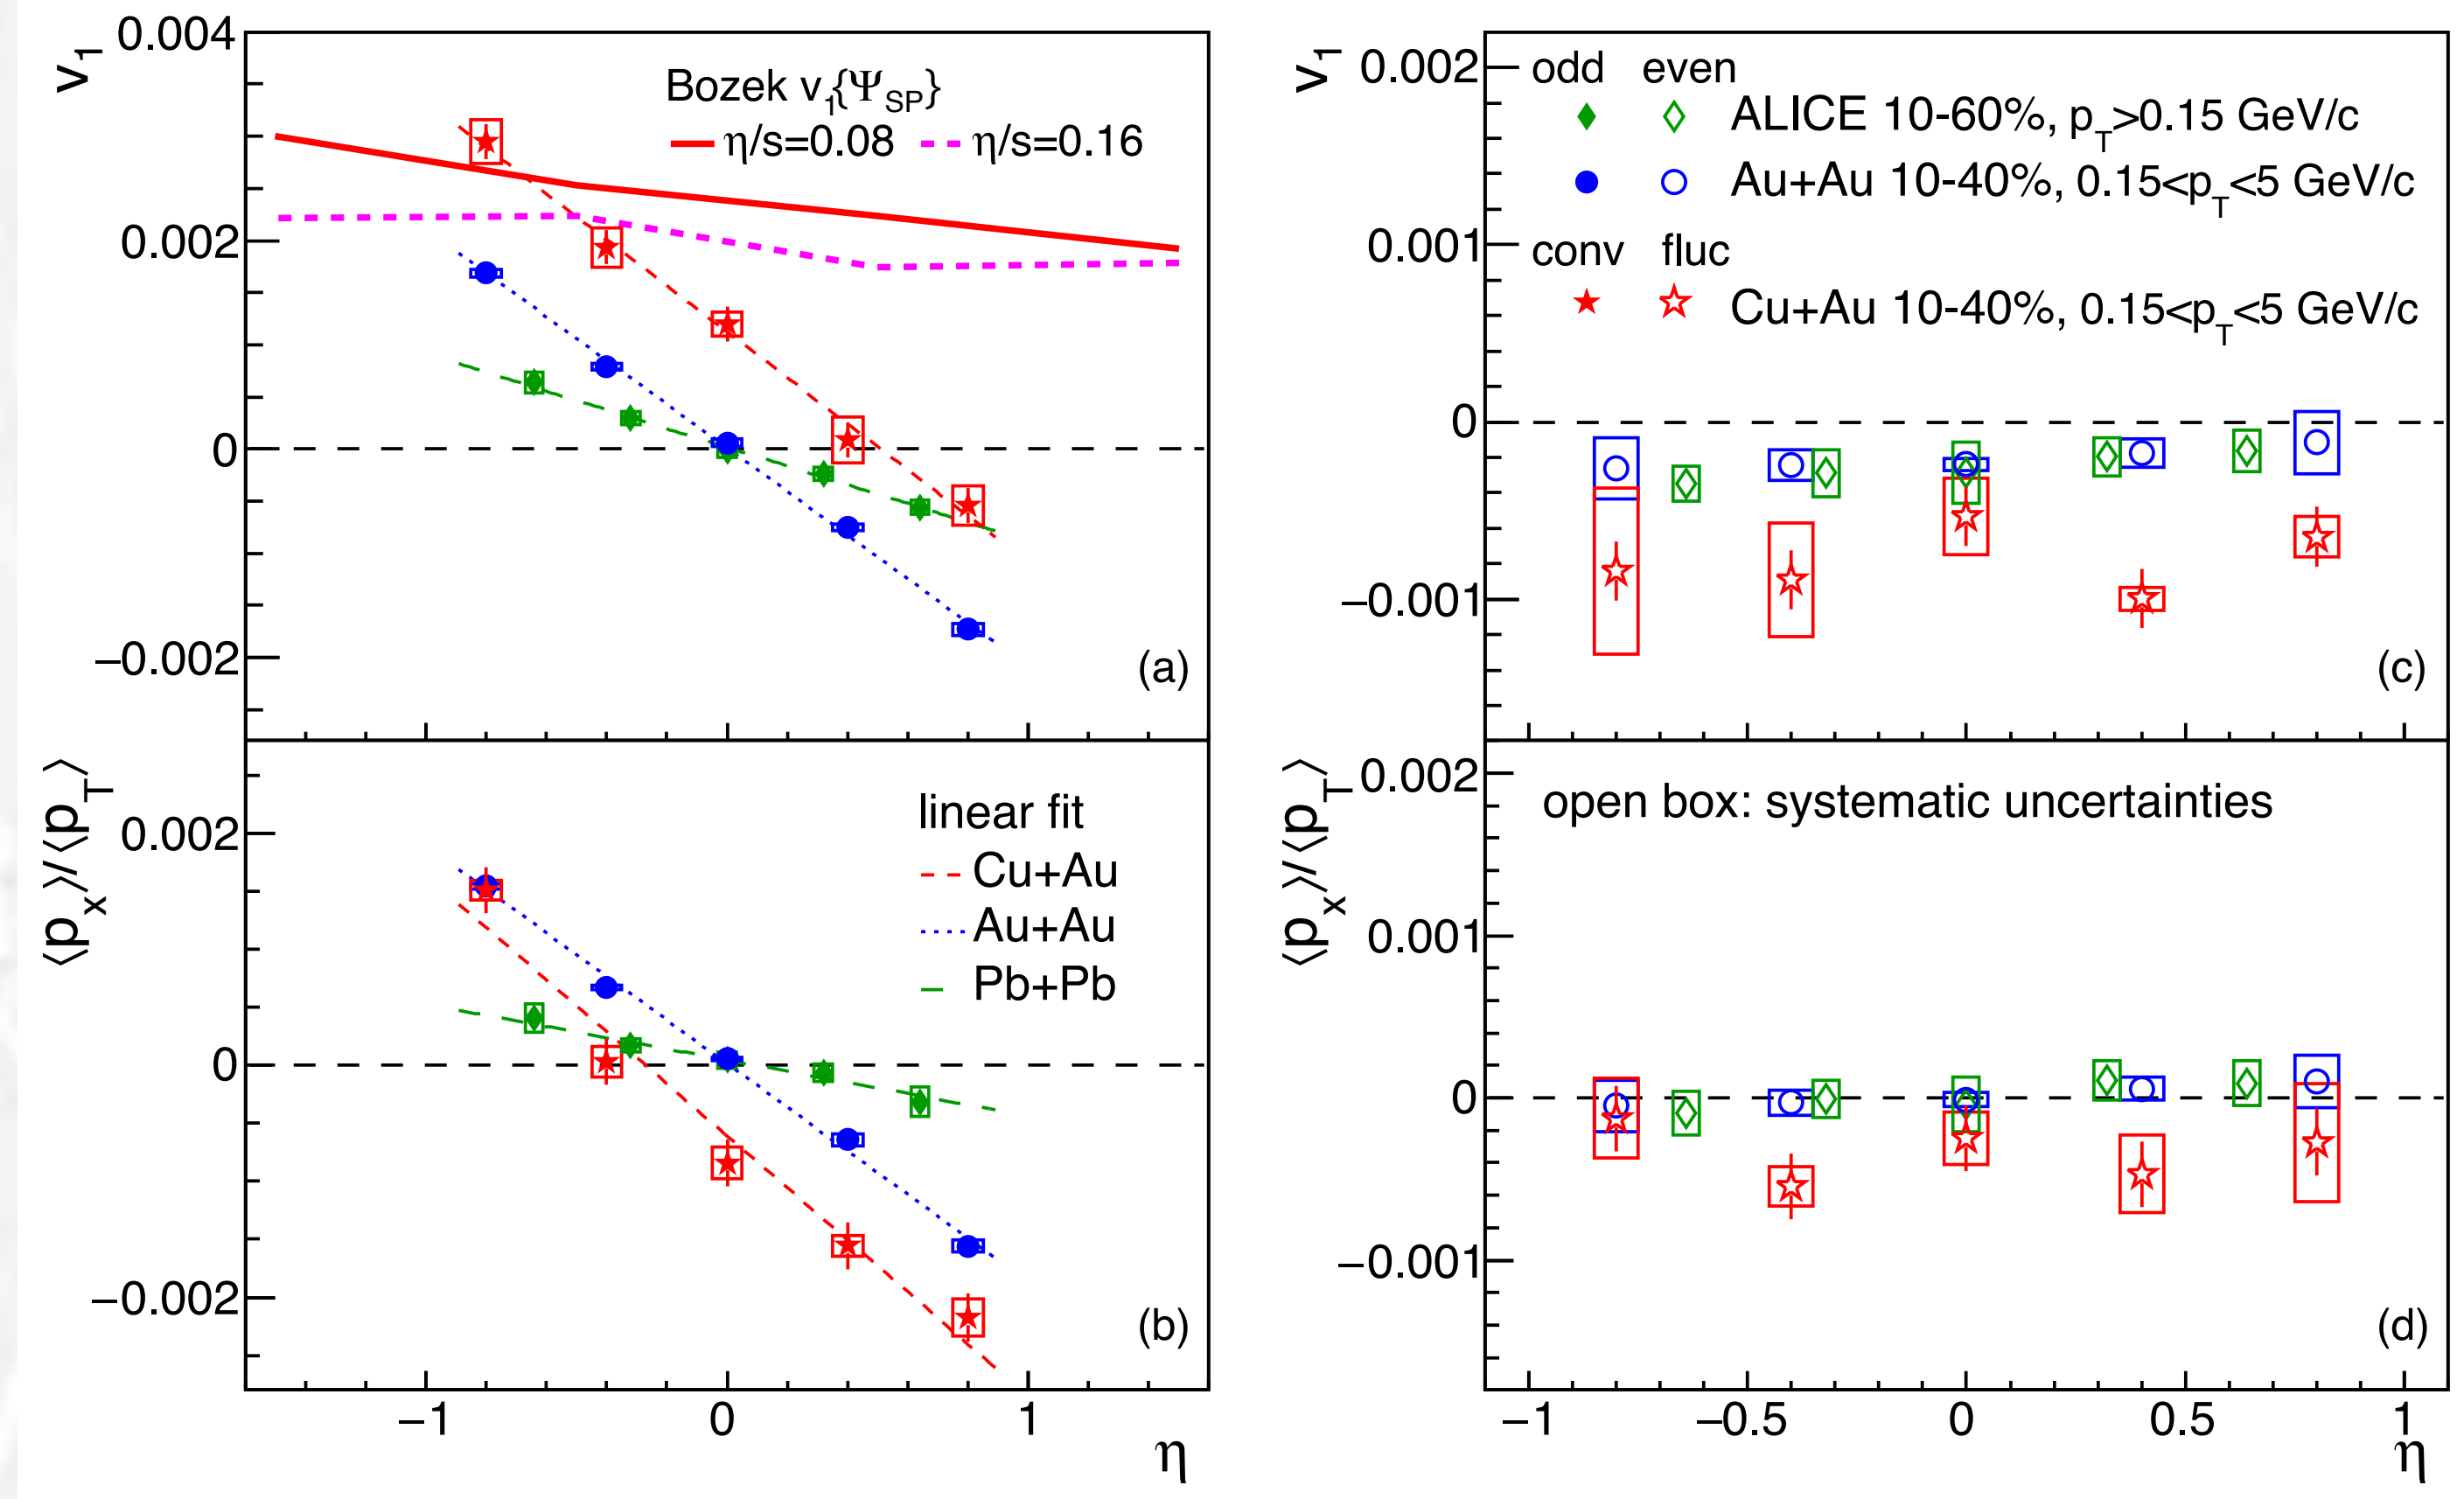 v1
0.004
0.002
0
−0.002
Bozek v1{ΨSP}
η/s=0.08 η/s=0.16
(a)
⟨px⟩/⟨pT⟩
0.002
0
−0.002
linear fit
Cu+Au
Au+Au
Pb+Pb
(b)
−1 0 1
η
v1
0.002
0.001
0
−0.001
odd even
ALICE 10-60%, pT>0.15 GeV/c
Au+Au 10-40%, 0.15<pT<5 GeV/c
conv fluc
Cu+Au 10-40%, 0.15<pT<5 GeV/c
(c)
⟨px⟩/⟨pT⟩
0.002
0.001
0
−0.001
open box: systematic uncertainties
(d)
−1 −0.5 0 0.5 1
η